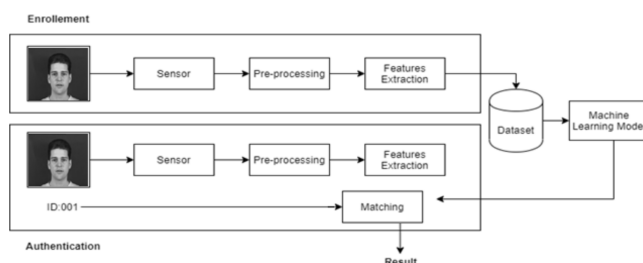 Enrollement
Sensor
Pre-processing
Features
Extraction
Dataset
Machine
Learning Model
Sensor
Pre-processing
Features
Extraction
ID:001
Matching
Authentication
Result